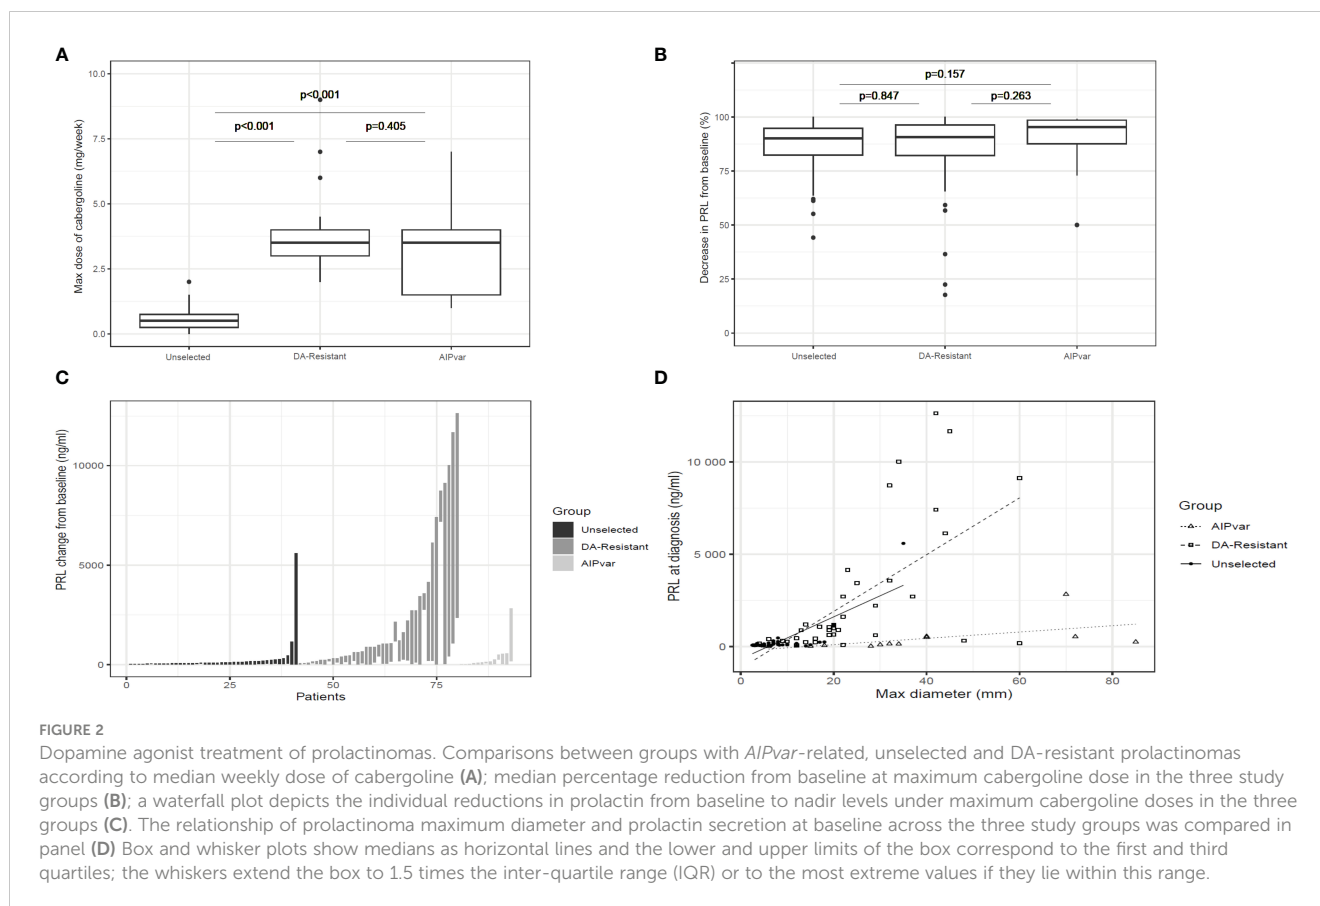 A
Max dose of cabergoline (mg/week)
10.0
7.5
5.0
2.5
0.0
p<0.001
p<0.001
p=0.405
Unselected
DA-Resistant
AIPvar
B
Decrease in PRL from baseline (%)
100
75
50
25
0
p=0.157
p=0.847
p=0.263
Unselected
DA-Resistant
AIPvar
C
PRL change from baseline (ng/ml)
10000
5000
0
0
25
50
75
Patients
Group
Unselected
DA-Resistant
AIPvar
D
PRL at diagnosis (ng/ml)
10 000
5 000
0
0
20
40
60
80
Max diameter (mm)
Group
AIPvar
DA-Resistant
Unselected
FIGURE 2
Dopamine agonist treatment of prolactinomas. Comparisons between groups with AIPvar-related, unselected and DA-resistant prolactinomas
according to median weekly dose of cabergoline (A); median percentage reduction from baseline at maximum cabergoline dose in the three study
groups (B); a waterfall plot depicts the individual reductions in prolactin from baseline to nadir levels under maximum cabergoline doses in the three
groups (C). The relationship of prolactinoma maximum diameter and prolactin secretion at baseline across the three study groups was compared in
panel (D) Box and whisker plots show medians as horizontal lines and the lower and upper limits of the box correspond to the first and third
quartiles; the whiskers extend the box to 1.5 times the inter-quartile range (IQR) or to the most extreme values if they lie within this range.